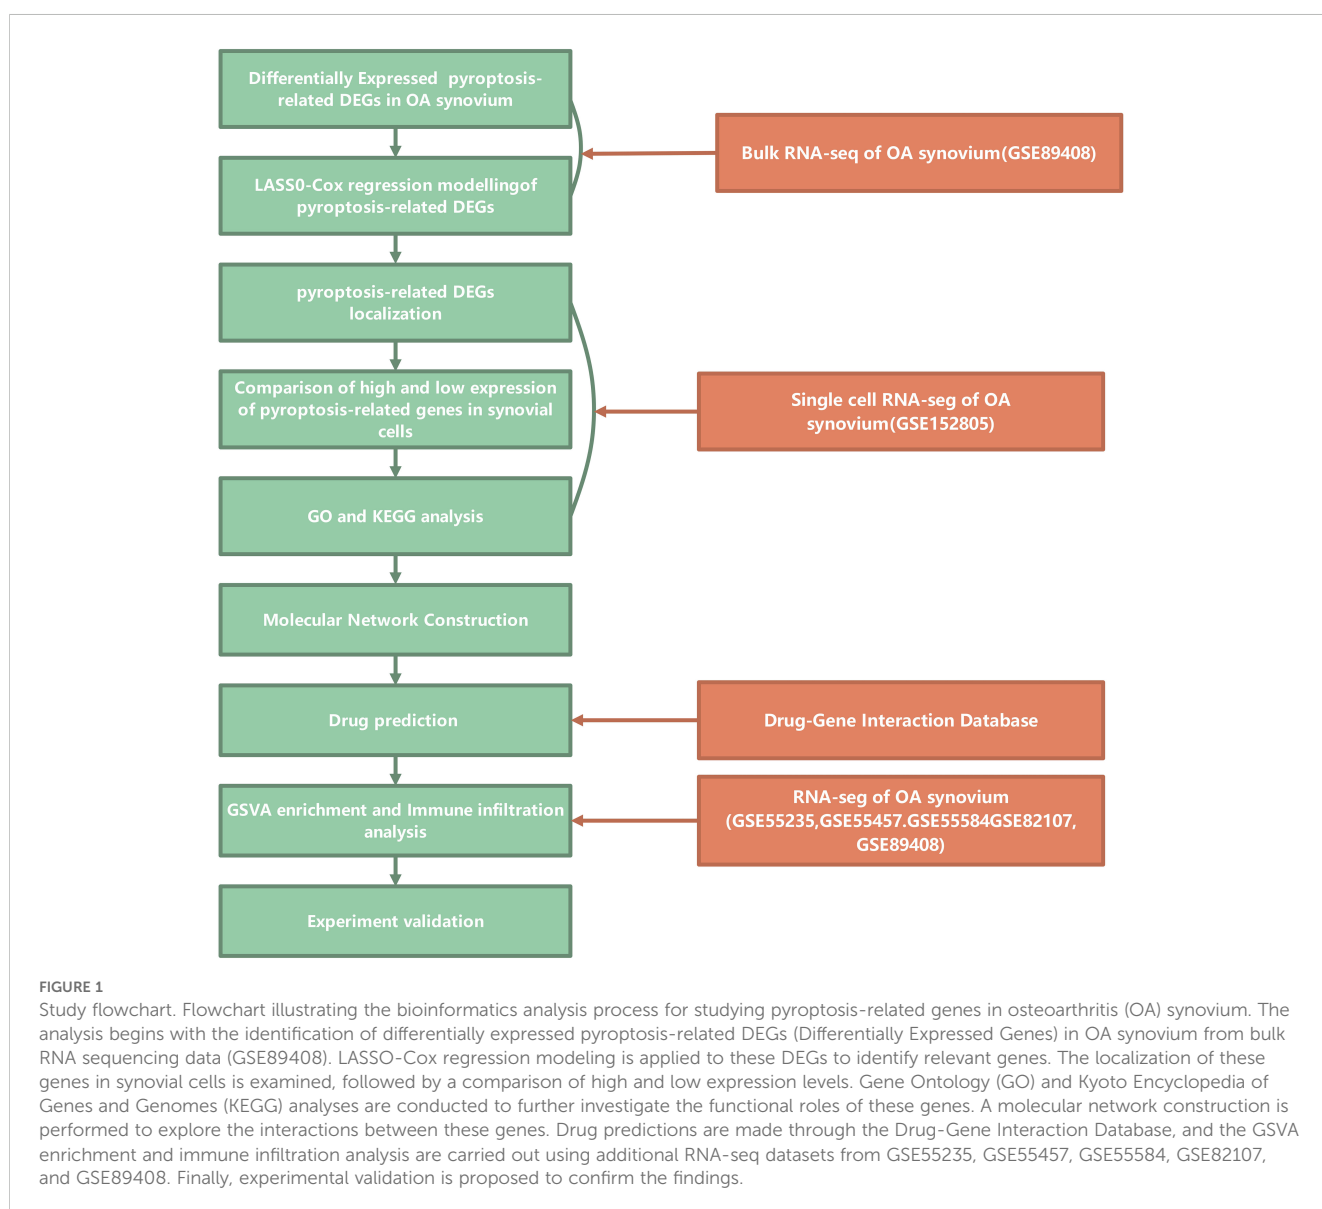 Differentially Expressed pyroptosis-
related DEGs in OA synovium
Bulk RNA-seq of OA synovium(GSE89408)
LASS0-Cox regression modellingof
pyroptosis-related DEGs
pyroptosis-related DEGs
localization
Comparison of high and low expression
of pyroptosis-related genes in synovial
cells
Single cell RNA-seg of OA
synovium(GSE152805)
GO and KEGG analysis
Molecular Network Construction
Drug prediction
Drug-Gene Interaction Database
GSVA enrichment and Immune infiltration
analysis
RNA-seg of OA synovium
(GSE55235,GSE55457.GSE55584GSE82107,
GSE89408)
Experiment validation
FIGURE 1
Study flowchart. Flowchart illustrating the bioinformatics analysis process for studying pyroptosis-related genes in osteoarthritis (OA) synovium. The
analysis begins with the identification of differentially expressed pyroptosis-related DEGs (Differentially Expressed Genes) in OA synovium from bulk
RNA sequencing data (GSE89408). LASSO-Cox regression modeling is applied to these DEGs to identify relevant genes. The localization of these
genes in synovial cells is examined, followed by a comparison of high and low expression levels. Gene Ontology (GO) and Kyoto Encyclopedia of
Genes and Genomes (KEGG) analyses are conducted to further investigate the functional roles of these genes. A molecular network construction is
performed to explore the interactions between these genes. Drug predictions are made through the Drug-Gene Interaction Database, and the GSVA
enrichment and immune infiltration analysis are carried out using additional RNA-seq datasets from GSE55235, GSE55457, GSE55584, GSE82107,
and GSE89408. Finally, experimental validation is proposed to confirm the findings.